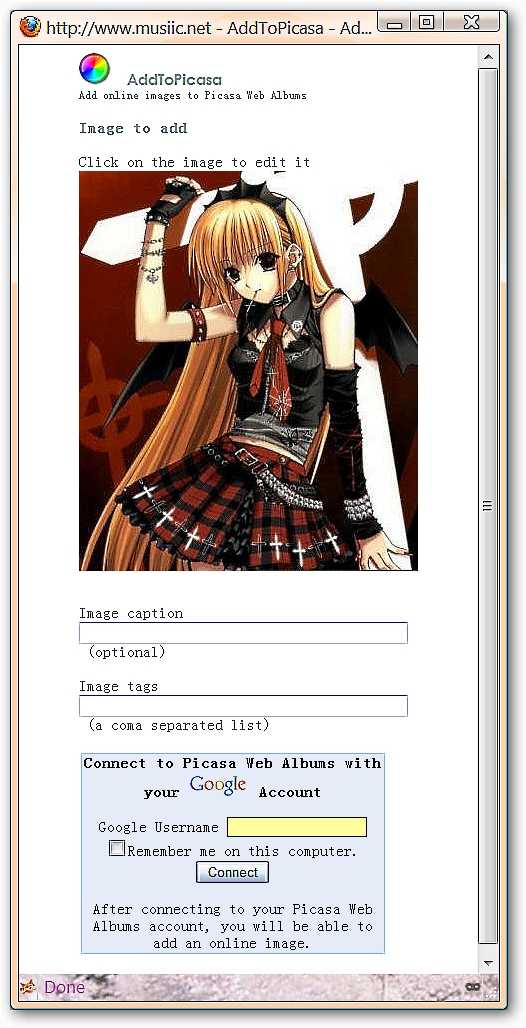 http://www.musiic.net - AddToPicasa - Ad...
AddToPicasa
Add online images to Picasa Web Albums
Image to add
Click on the image to edit it
Image caption
(optional)
Image tags
(a coma separated list)
Connect to Picasa Web Albums with
your Google Account
Google Username
Remember me on this computer.
Connect
After connecting to your Picasa Web
Albums account, you will be able to
add an online image.
Done